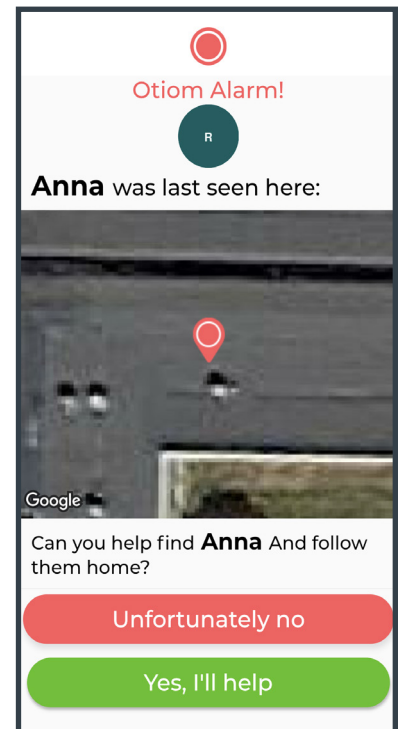 Otiom Alarm!
R
Anna was last seen here:
Google
Can you help find Anna And follow
them home?
Unfortunately no
Yes, I'll help